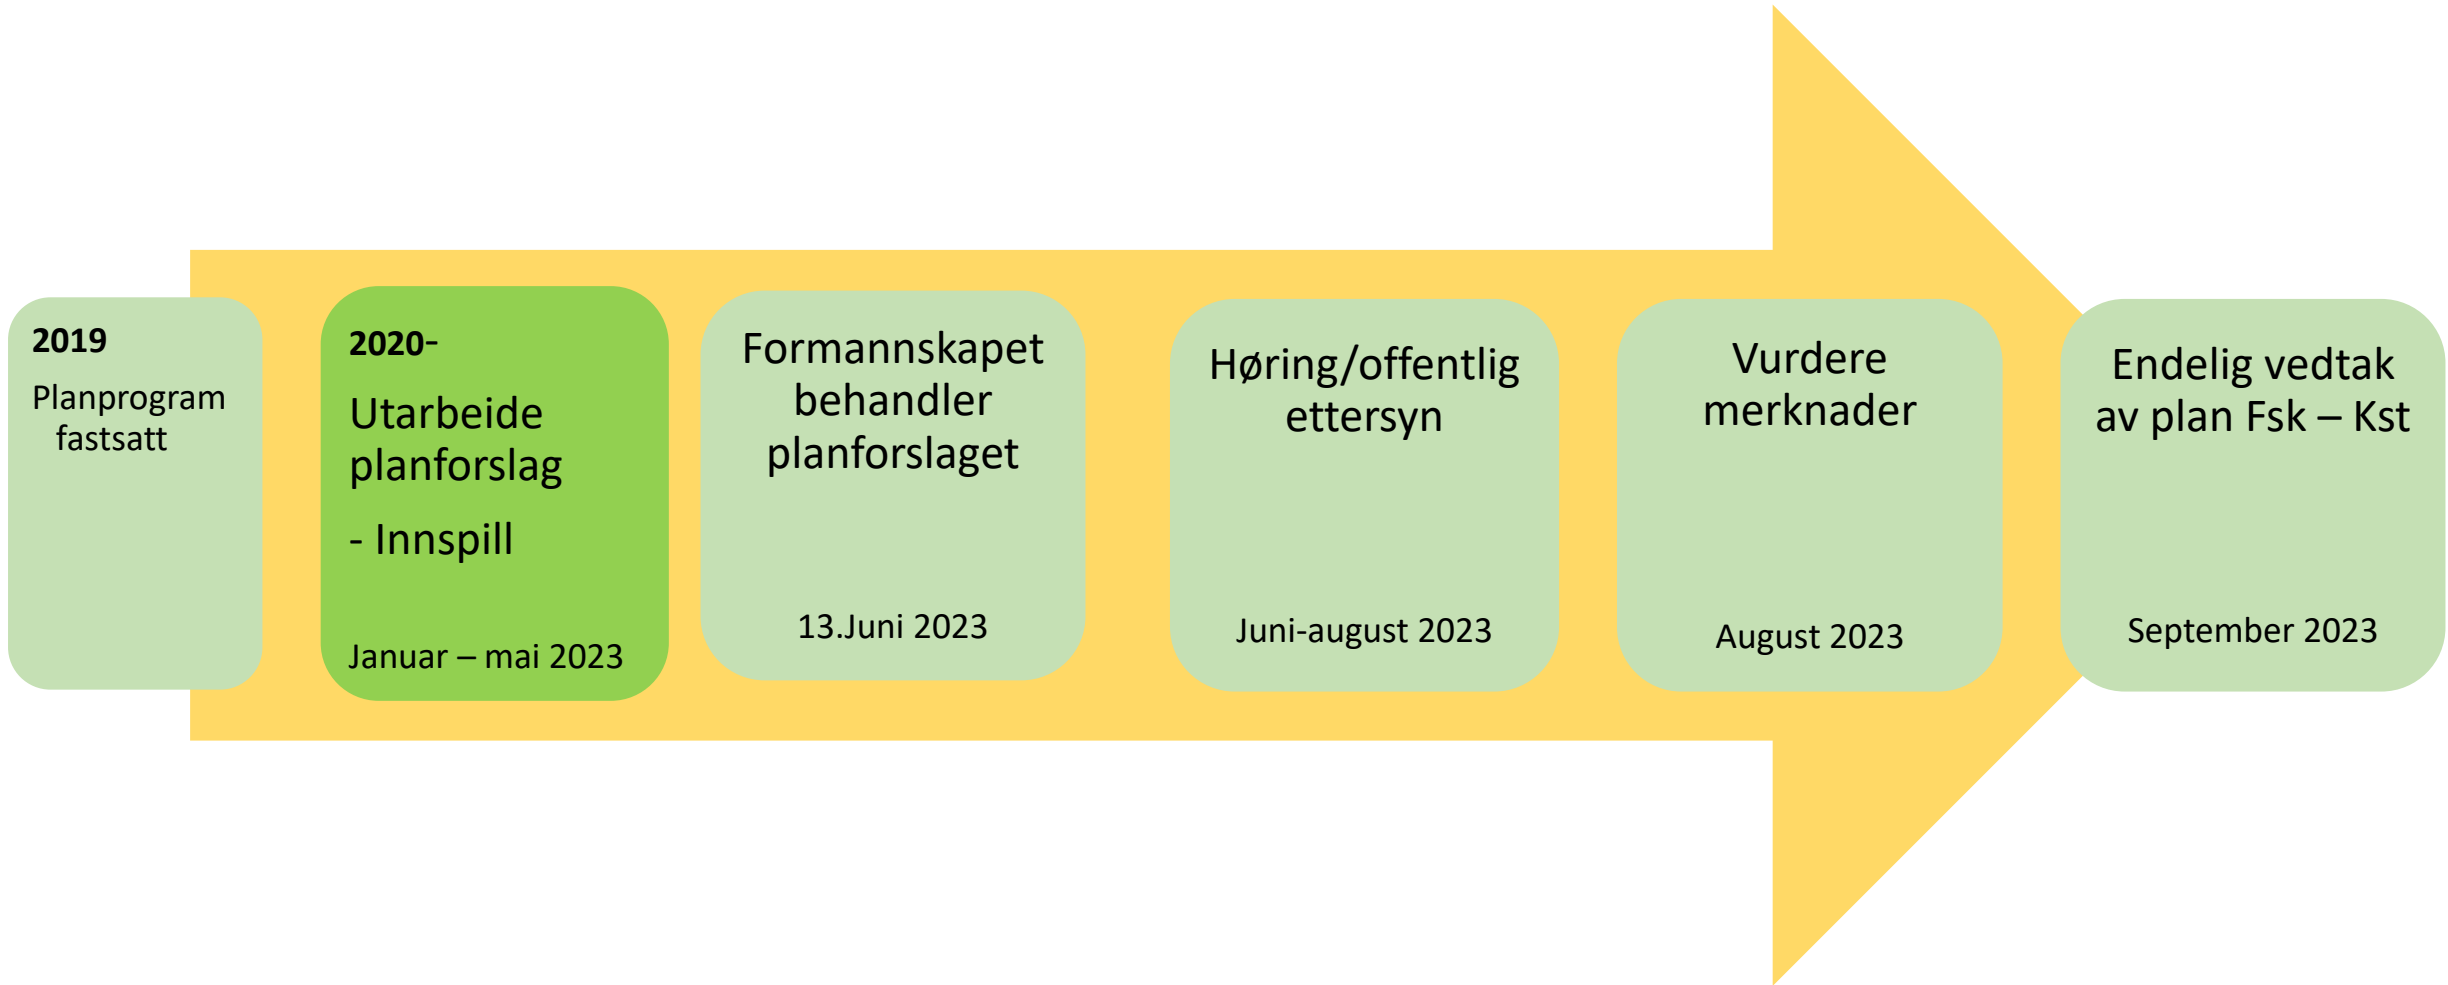 2019
Planprogram
fastsatt
2020-
Utarbeide
planforslag
- Innspill
Januar – mai 2023
Formannskapet
behandler
planforslaget
13.Juni 2023
Høring/offentlig
ettersyn
Juni-august 2023
Vurdere
merknader
August 2023
Endelig vedtak
av plan Fsk – Kst
September 2023